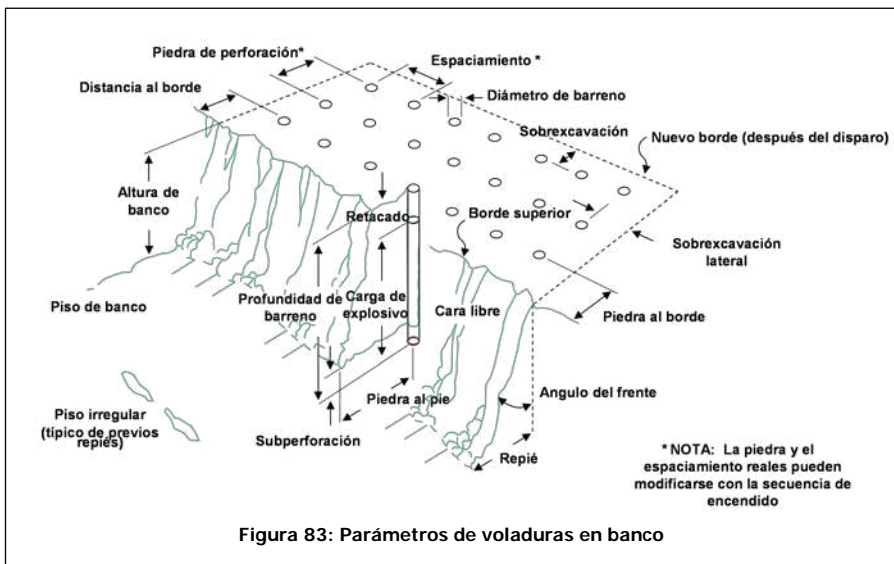 Piedra de perforación*
Espaciamiento *
Distancia al borde
Diámetro de barreno
Sobrexcavación
Nuevo borde (después del disparo)
Altura de
banco
Retacado
Borde superior
Sobrexcavación
lateral
Piso de banco
Profundidad de
barreno
Carga de
explosivo
Cara libre
Piedra al borde
Piedra al pie
Angulo del frente
Piso irregular
(típico de previos
repiés)
Subperforación
Repié
* NOTA: La piedra y el
espaciamiento reales pueden
modificarse con la secuencia de
encendido
Figura 83: Parámetros de voladuras en banco